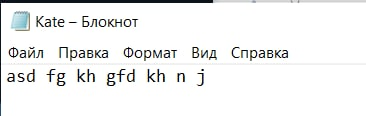 Kate – Блокнот
Файл Правка Формат Вид Справка
asd fg kh gfd kh n j